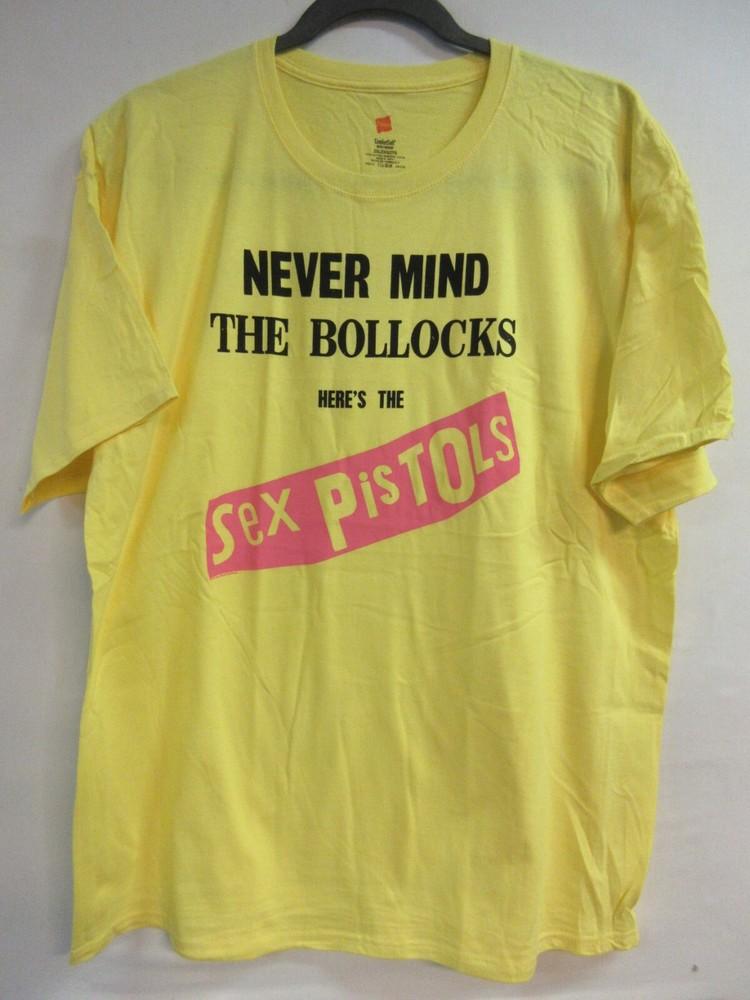 NEVER MIND
THE BOLLOCKS
HERE'S THE
Sex PisTOLS